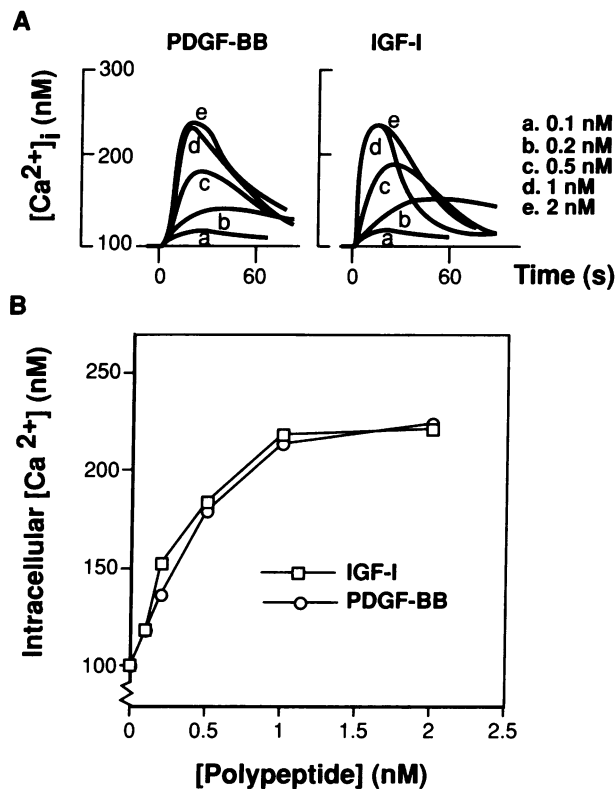 A
PDGF-BB
IGF-I
[Ca2+]i (nM)
300
200
100
e
d
c
b
a
e
d
c
b
a
a. 0.1 nM
b. 0.2 nM
c. 0.5 nM
d. 1 nM
e. 2 nM
0
60
0
60
Time (s)
B
Intracellular [Ca 2+] (nM)
250
200
150
100
IGF-I
PDGF-BB
0
0.5
1
1.5
2
2.5
[Polypeptide] (nM)